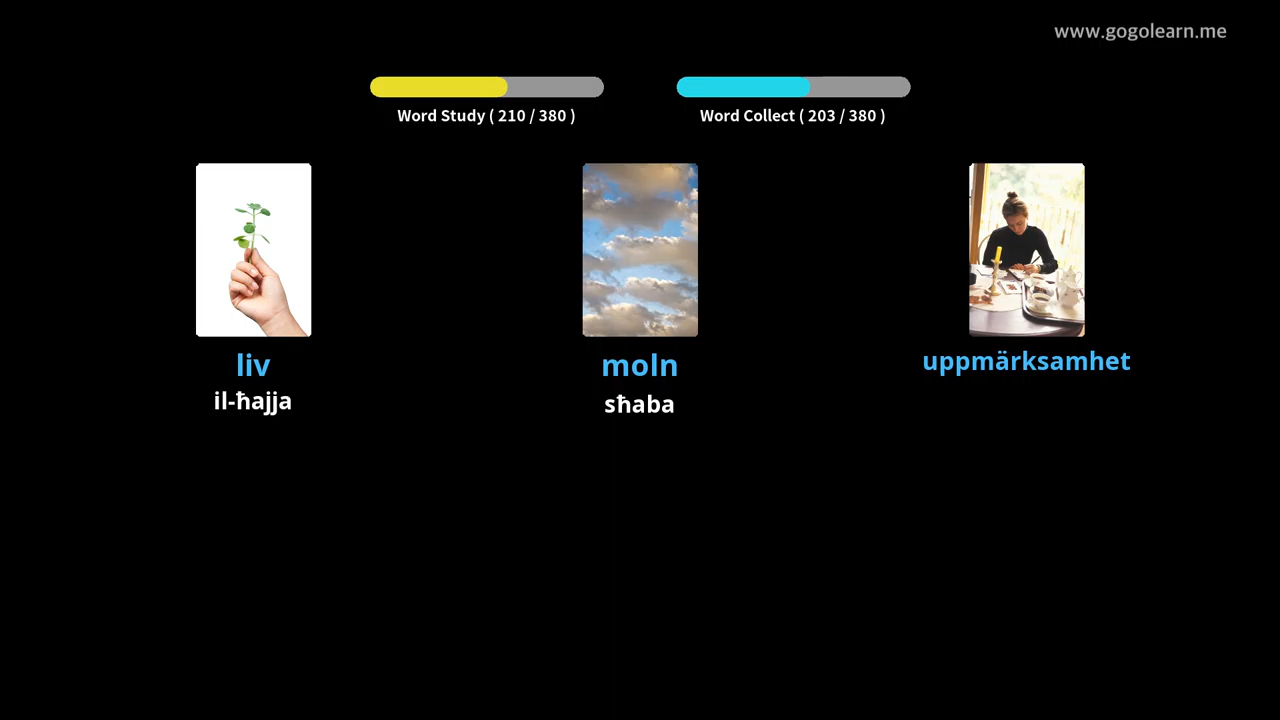 www.gogolearn.me
Word Study ( 210 / 380 )
Word Collect ( 203 / 380 )
liv
il-ħajja
moln
sħaba
uppmärksamhet